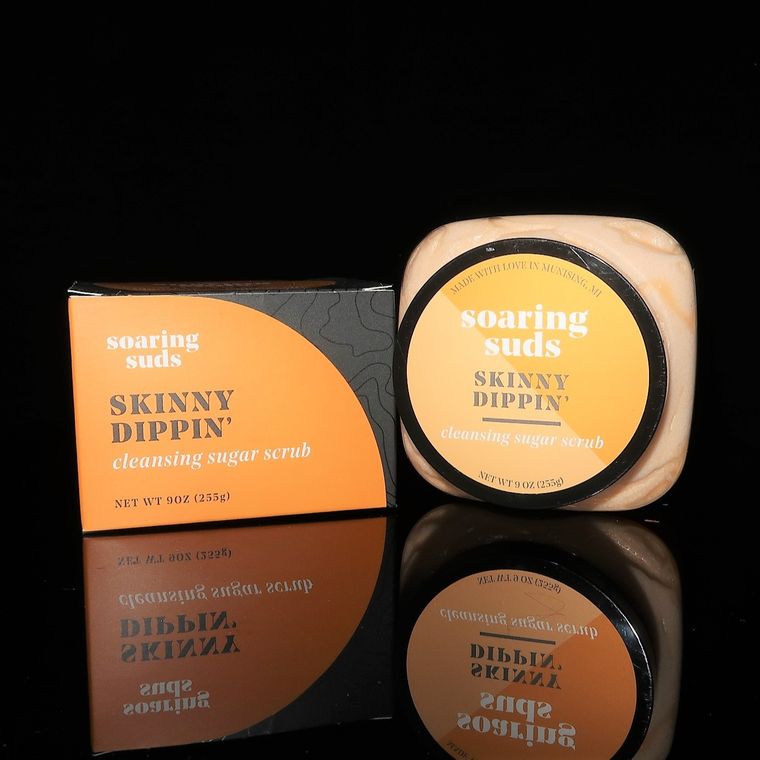 soaring
suds
SKINNY
DIPPIN'
cleansing sugar scrub
NET WT 9OZ (255g)
MADE WITH LOVE IN MUNISING, MI
soaring
suds
SKINNY
DIPPIN'
cleansing sugar scrub
NET WT 9 OZ (255g)